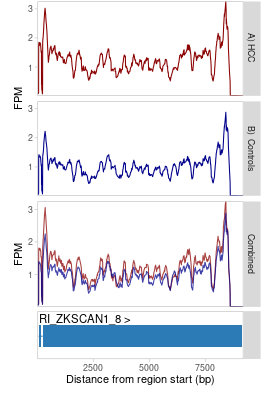 3
2
1
FPM
A) HCC
3
2
1
FPM
B): Controls
3
2
1
FPM
Combined
RI_ZKSCAN1_8 >
2500 5000 7500
Distance from region start (bp)